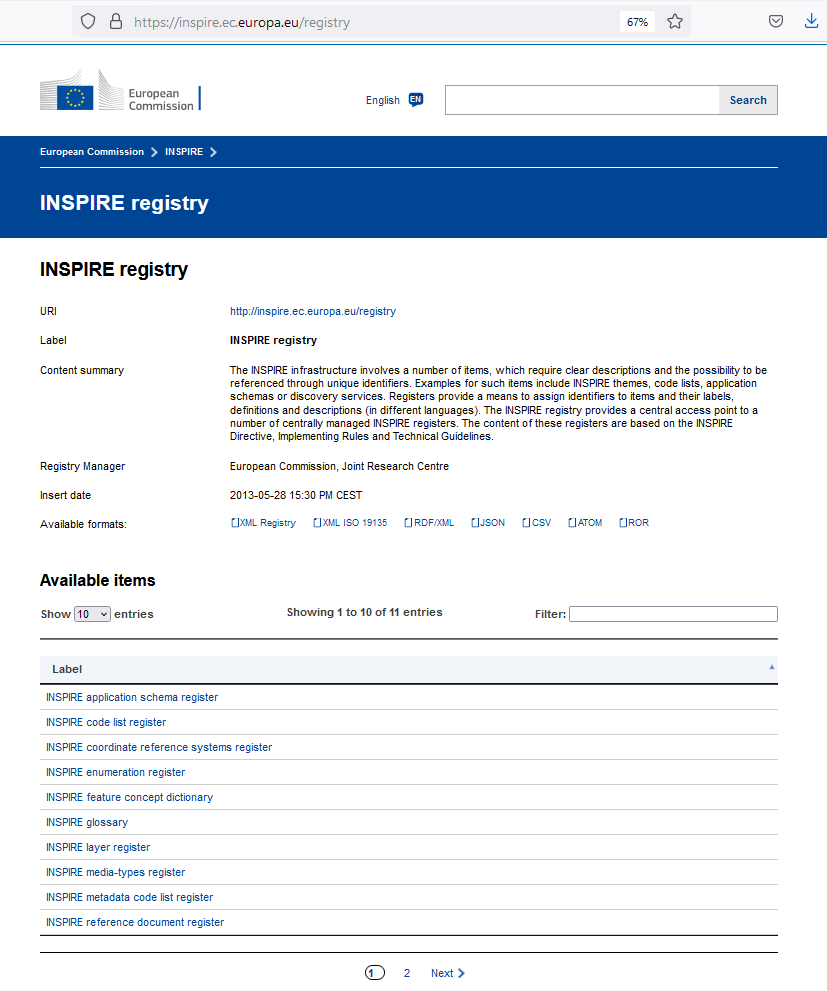 https://inspire.ec.europa.eu/registry 67%
European
Commission
English EN Search
European Commission INSPIRE
INSPIRE registry
INSPIRE registry
URI http://inspire.ec.europa.eu/registry
Label INSPIRE registry
Content summary The INSPIRE infrastructure involves a number of items, which require clear descriptions and the possibility to be
referenced through unique identifiers. Examples for such items include INSPIRE themes, code lists, application
schemas or discovery services. Registers provide a means to assign identifiers to items and their labels,
definitions and descriptions (in different languages). The INSPIRE registry provides a central access point to a
number of centrally managed INSPIRE registers. The content of these registers are based on the INSPIRE
Directive, Implementing Rules and Technical Guidelines.
Registry Manager European Commission, Joint Research Centre
Insert date 2013-05-28 15:30 PM CEST
Available formats: XML Registry XML ISO 19135 RDF/XML JSON CSV ATOM ROR
Available items
Show 10 entries Showing 1 to 10 of 11 entries Filter:
Label
INSPIRE application schema register
INSPIRE code list register
INSPIRE coordinate reference systems register
INSPIRE enumeration register
INSPIRE feature concept dictionary
INSPIRE glossary
INSPIRE layer register
INSPIRE media-types register
INSPIRE metadata code list register
INSPIRE reference document register
1 2 Next